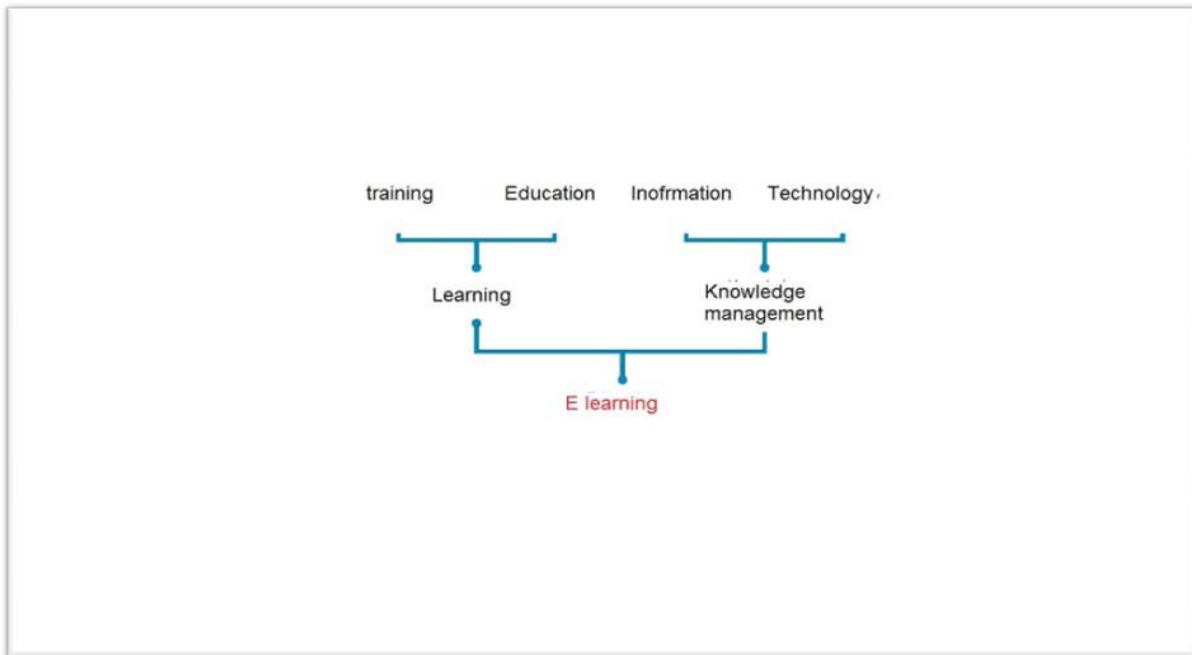 training Education Inofrmation Technology
Learning
Knowledge
management
E learning